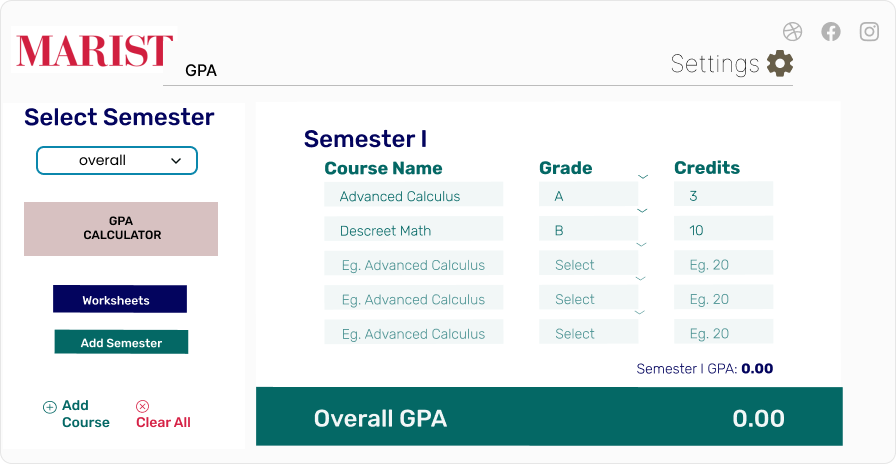 MARIST
GPA
Settings
Select Semester
overall
GPA
CALCULATOR
Worksheets
Add Semester
Add
Course
Clear All
Semester I
Course Name Grade Credits
Advanced Calculus A 3
Descreet Math B 10
Eg. Advanced Calculus Select Eg. 20
Eg. Advanced Calculus Select Eg. 20
Eg. Advanced Calculus Select Eg. 20
Semester I GPA: 0.00
Overall GPA 0.00